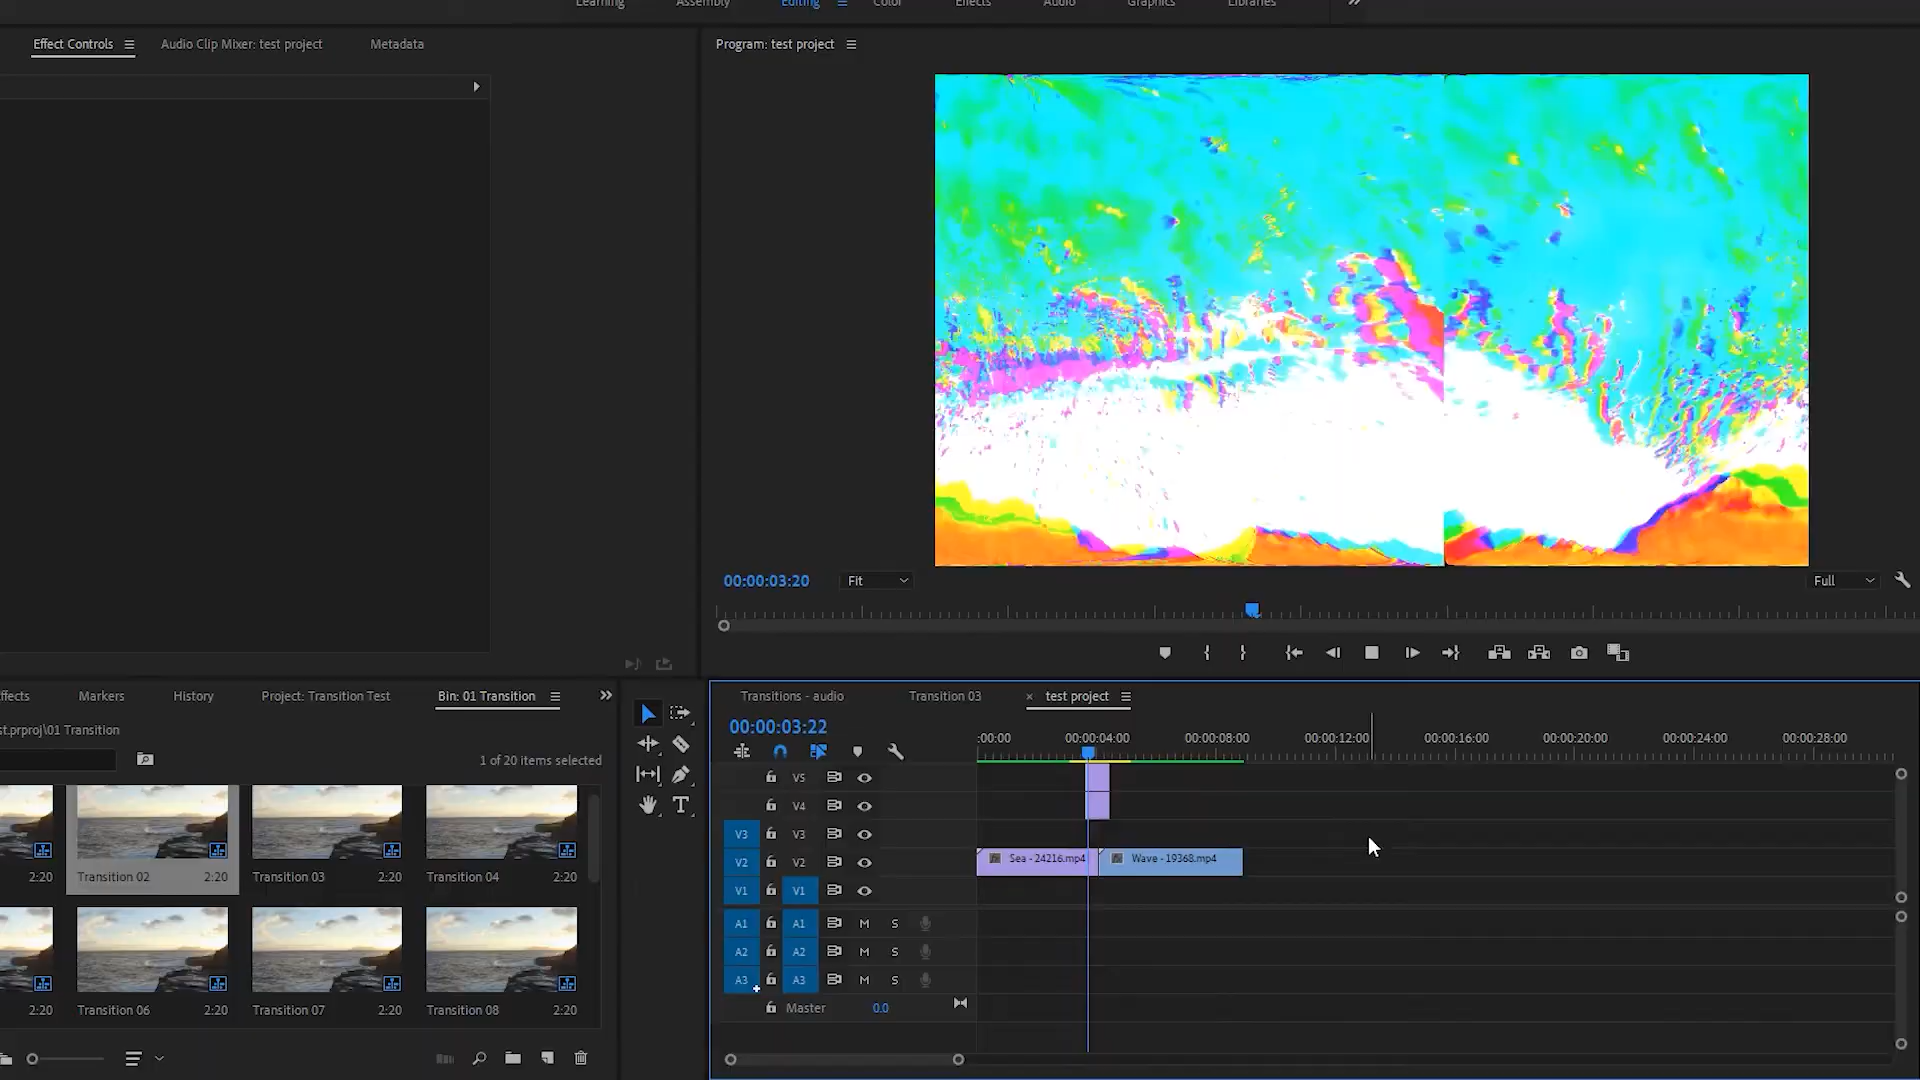 Learning Assembly Editing Color Effects Audio Graphics Libraries
Effect Controls Audio Clip Mixer: test project Metadata
Program: test project
00:00:03:20 Fit Full
ffects Markers History Project: Transition Test Bin: 01 Transition
st.prproj\01 Transition
1 of 20 items selected
2:20 Transition 02 2:20 Transition 03 2:20 Transition 04 2:20
2:20 Transition 06 2:20 Transition 07 2:20 Transition 08 2:20
T
Transitions - audio Transition 03 × test project
00:00:03:22
:00:00 00:00:04:00 00:00:08:00 00:00:12:00 00:00:16:00 00:00:20:00 00:00:24:00 00:00:28:00
V5
V4
V3 V3
V2 V2 Sea - 24216.mp4 Wave - 19368.mp4
V1 V1
A1 A1 M S
A2 A2 M S
A3 A3 M S
Master 0.0